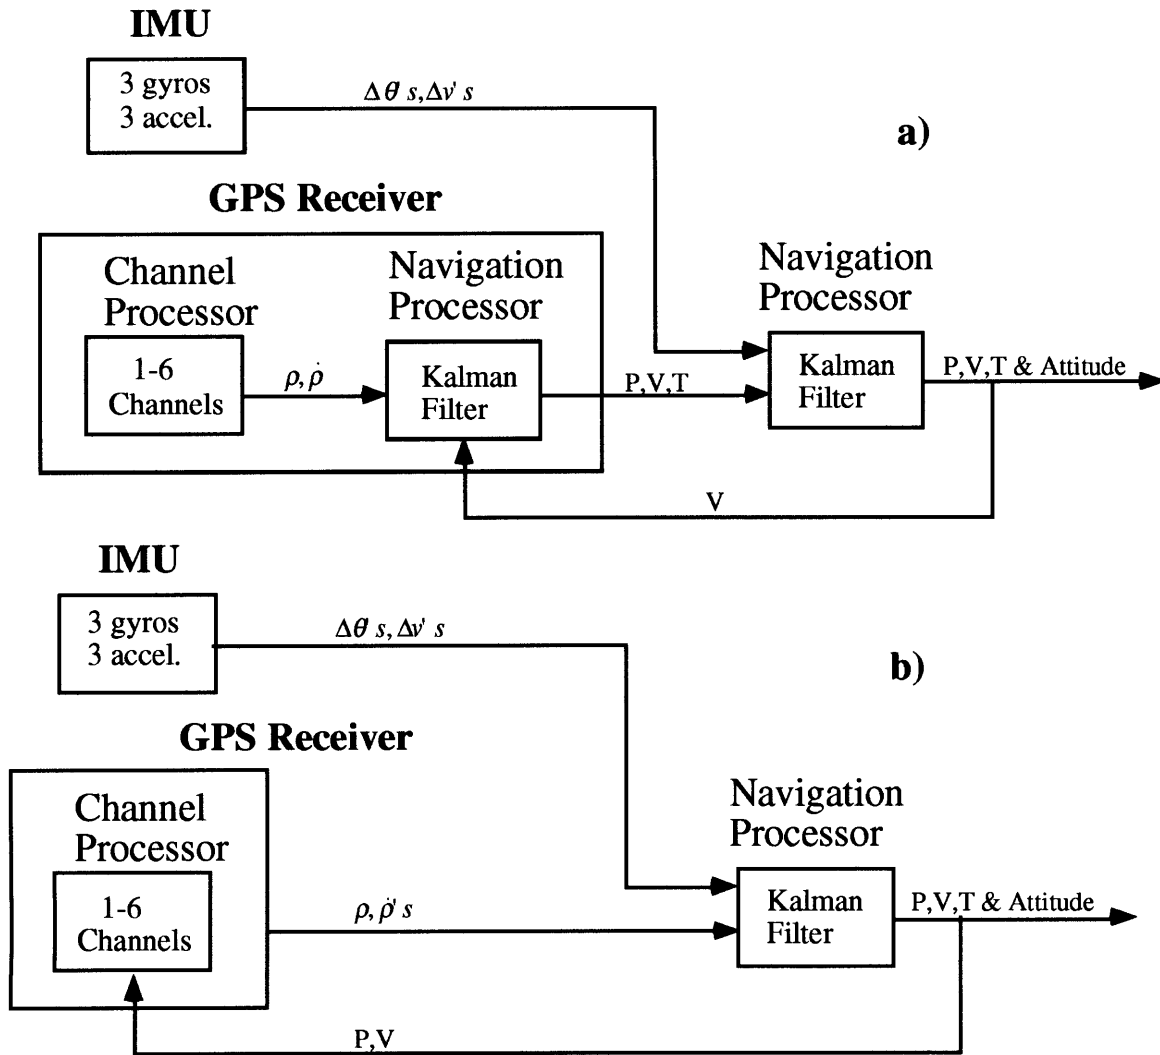 IMU
3 gyros
3 accel.
Δθ' s,Δv' s
a)
GPS Receiver
Channel
Processor
Navigation
Processor
Navigation
Processor
1-6
Channels
ρ, ρ̇
Kalman
Filter
P,V,T
Kalman
Filter
P,V,T & Attitude
V
IMU
3 gyros
3 accel.
Δθ' s,Δv' s
b)
GPS Receiver
Channel
Processor
Navigation
Processor
1-6
Channels
ρ, ρ̇' s
Kalman
Filter
P,V,T & Attitude
P,V